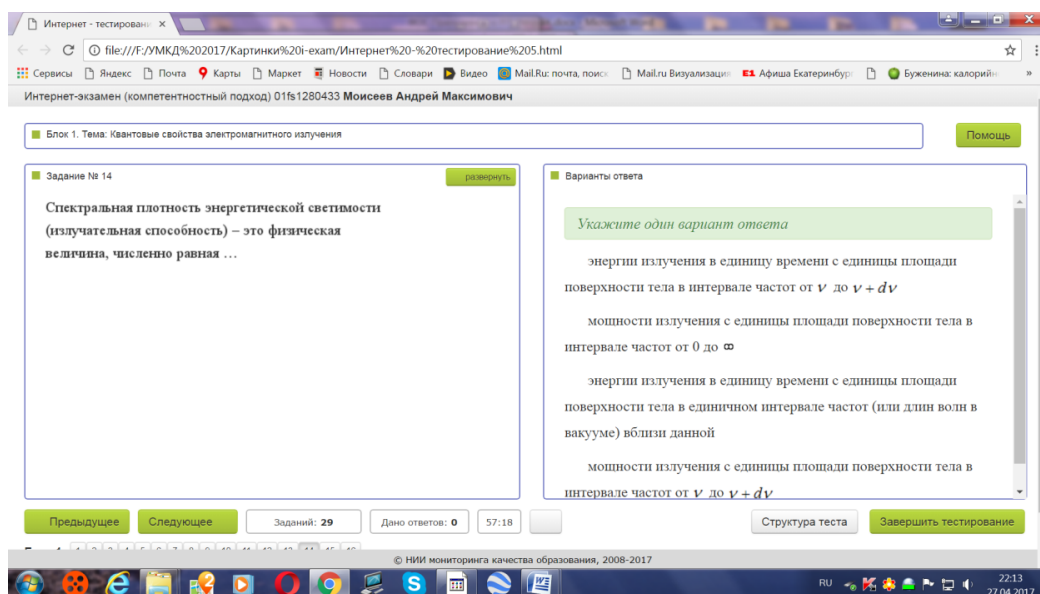 Интернет - тестировани
file:///F:/УМКД%202017/Картинки%20i-exam/Интернет%20-%20тестирование%205.html
Сервисы Яндекс Почта Карты Маркет Новости Словари Видео Mail.Ru: почта, поиск Mail.ru Визуализация E1 Афиша Екатеринбур Буженина: калорий »
Интернет-экзамен (компетентностный подход) 01fs1280433 Моисеев Андрей Максимович
Блок 1. Тема: Квантовые свойства электромагнитного излучения
Помощь
Задание № 14
развернуть
Спектральная плотность энергетической светимости
(излучательная способность) – это физическая
величина, численно равная …
Варианты ответа
Укажите один вариант ответа
энергии излучения в единицу времени с единицы площади
поверхности тела в интервале частот от ν до ν + dν
мощности излучения с единицы площади поверхности тела в
интервале частот от 0 до ∞
энергии излучения в единицу времени с единицы площади
поверхности тела в единичном интервале частот (или длин волн в
вакууме) вблизи данной
мощности излучения с единицы площади поверхности тела в
интервале частот от ν до ν + dν
Предыдущее Следующее Заданий: 29 Дано ответов: 0 57:18 Структура теста Завершить тестирование
© НИИ мониторинга качества образования, 2008-2017
RU 22:13
27.04.2017